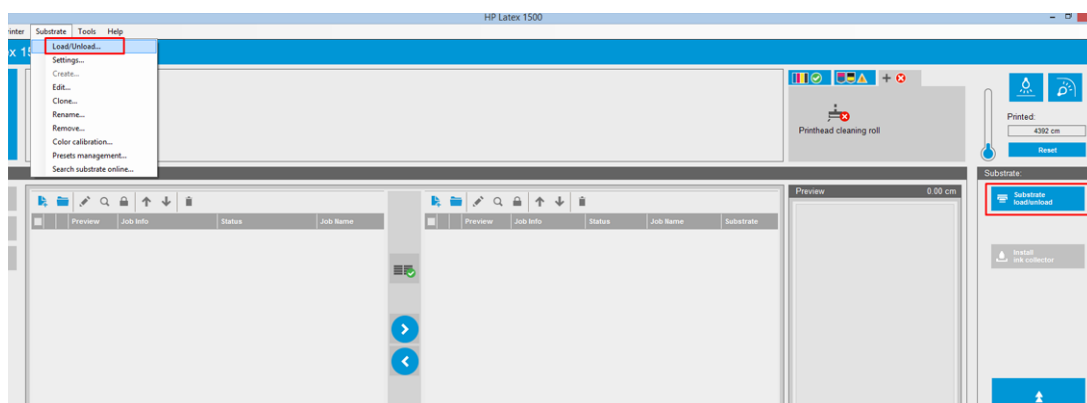 HP Latex 1500
rinter Substrate Tools Help
Load/Unload...
Settings...
Create...
Edit...
Clone...
Rename...
Remove...
Color calibration...
Presets management...
Search substrate online...
x 1
Printhead cleaning roll
Printed:
4392 cm
Reset
Substrate:
Substrate
load/unload
Install
ink collector
Preview Job Info Status Job Name
Preview Job Info Status Job Name Substrate
Preview 0.00 cm